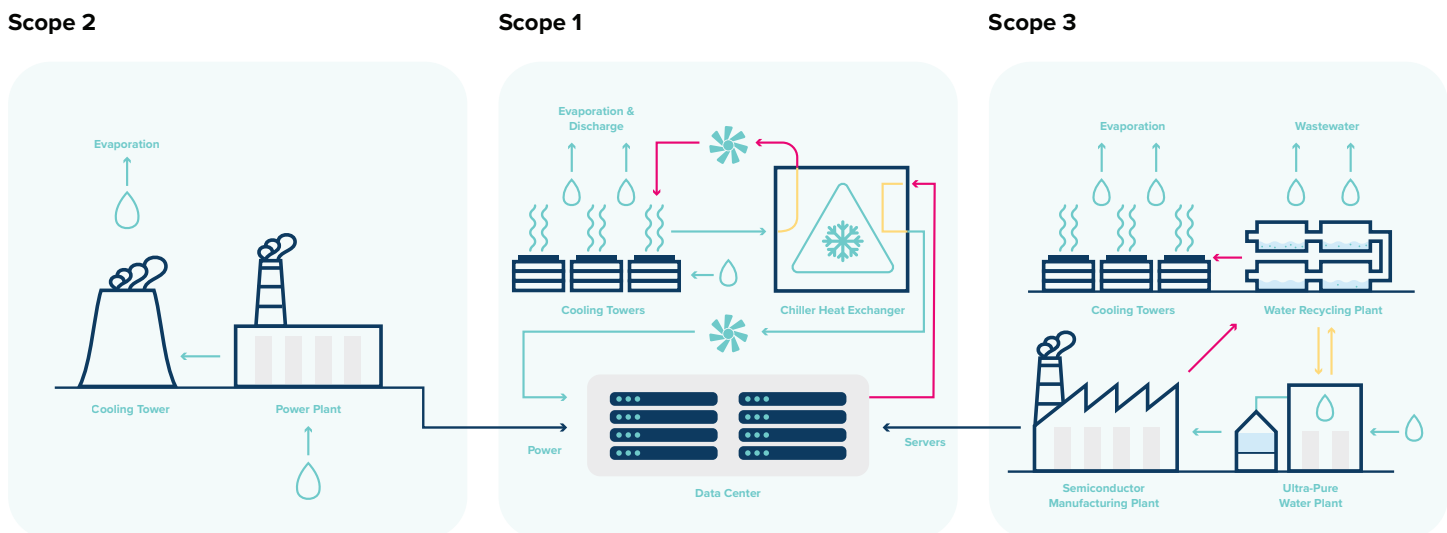 Scope 2
Evaporation
Cooling Tower
Power Plant
Scope 1
Evaporation &
Discharge
Cooling Towers
Chiller Heat Exchanger
Power
Servers
Data Center
Scope 3
Evaporation
Wastewater
Cooling Towers
Water Recycling Plant
Semiconductor
Manufacturing Plant
Ultra-Pure
Water Plant